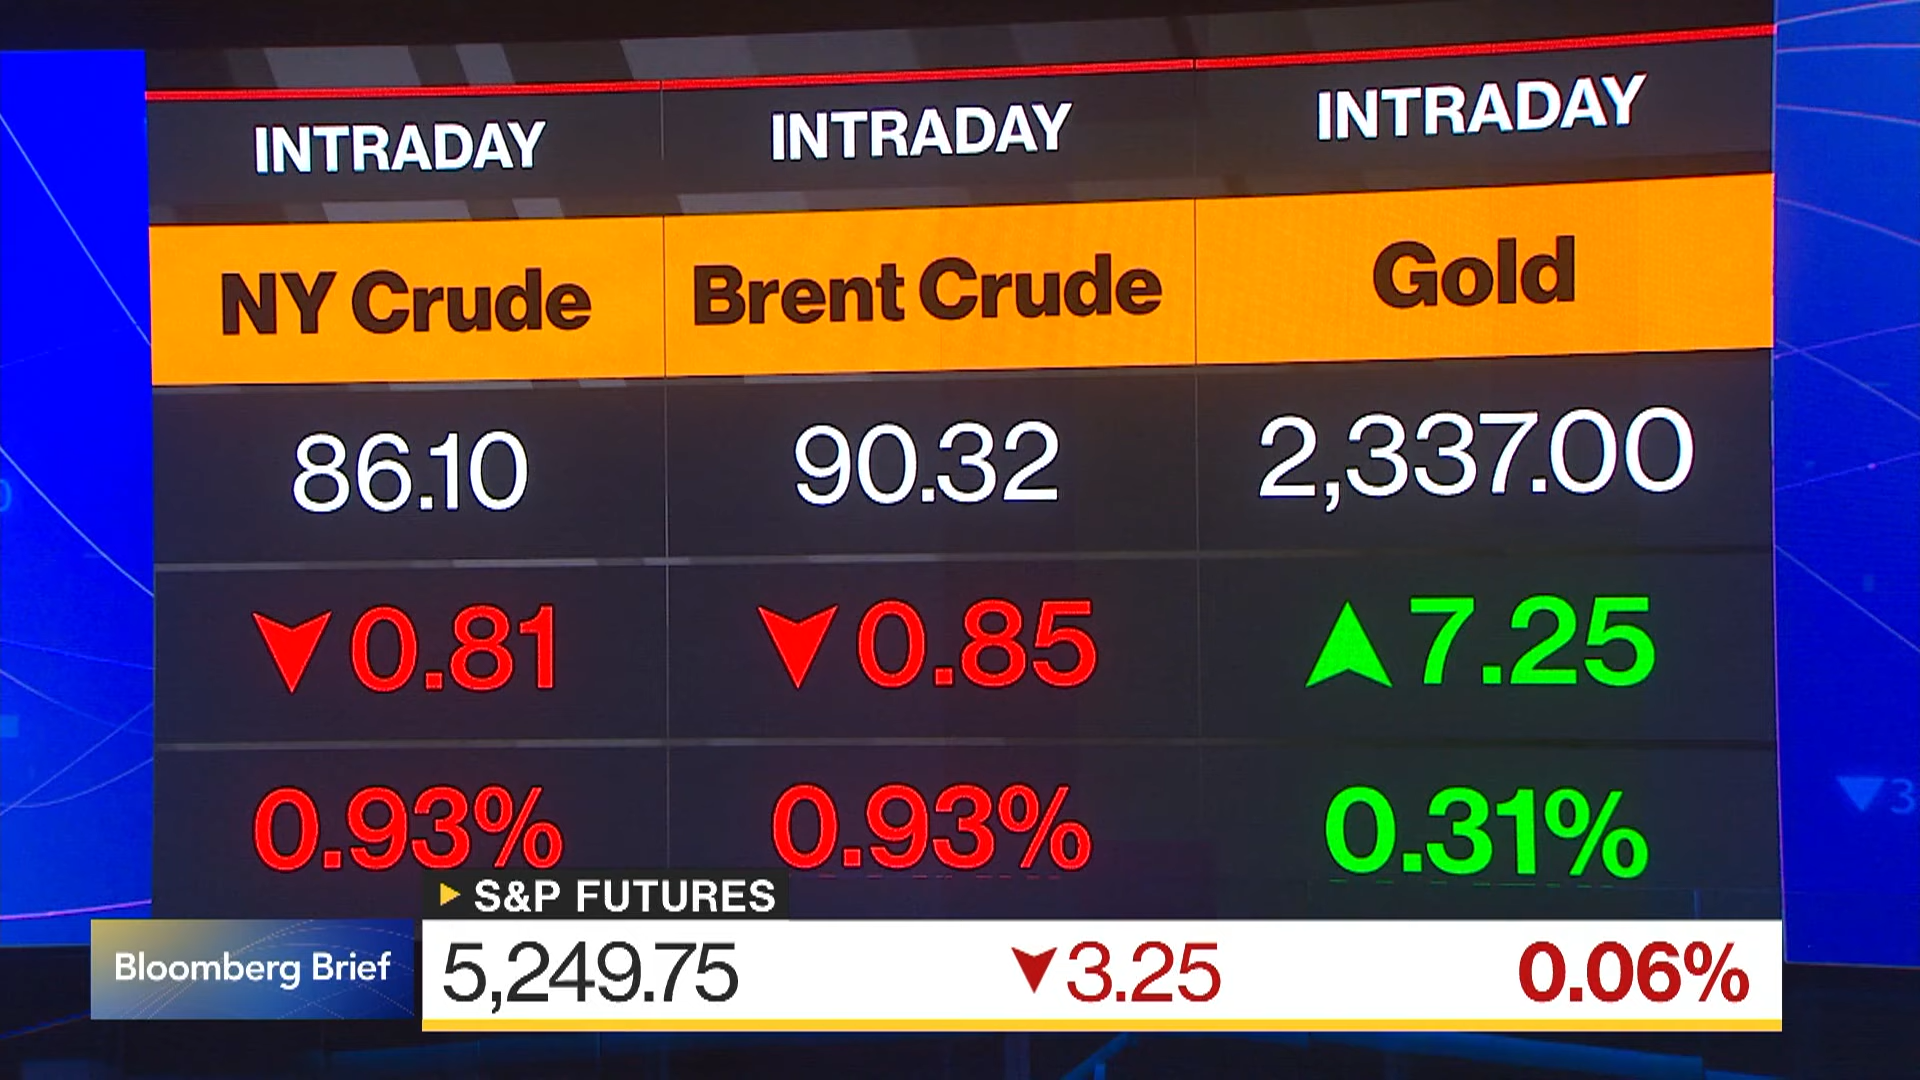 INTRADAY INTRADAY INTRADAY
NY Crude Brent Crude Gold
86.10 90.32 2,337.00
▼0.81 ▼0.85 ▲7.25
0.93% 0.93% 0.31%
▼3
S&P FUTURES
Bloomberg Brief
5,249.75 ▼3.25 0.06%